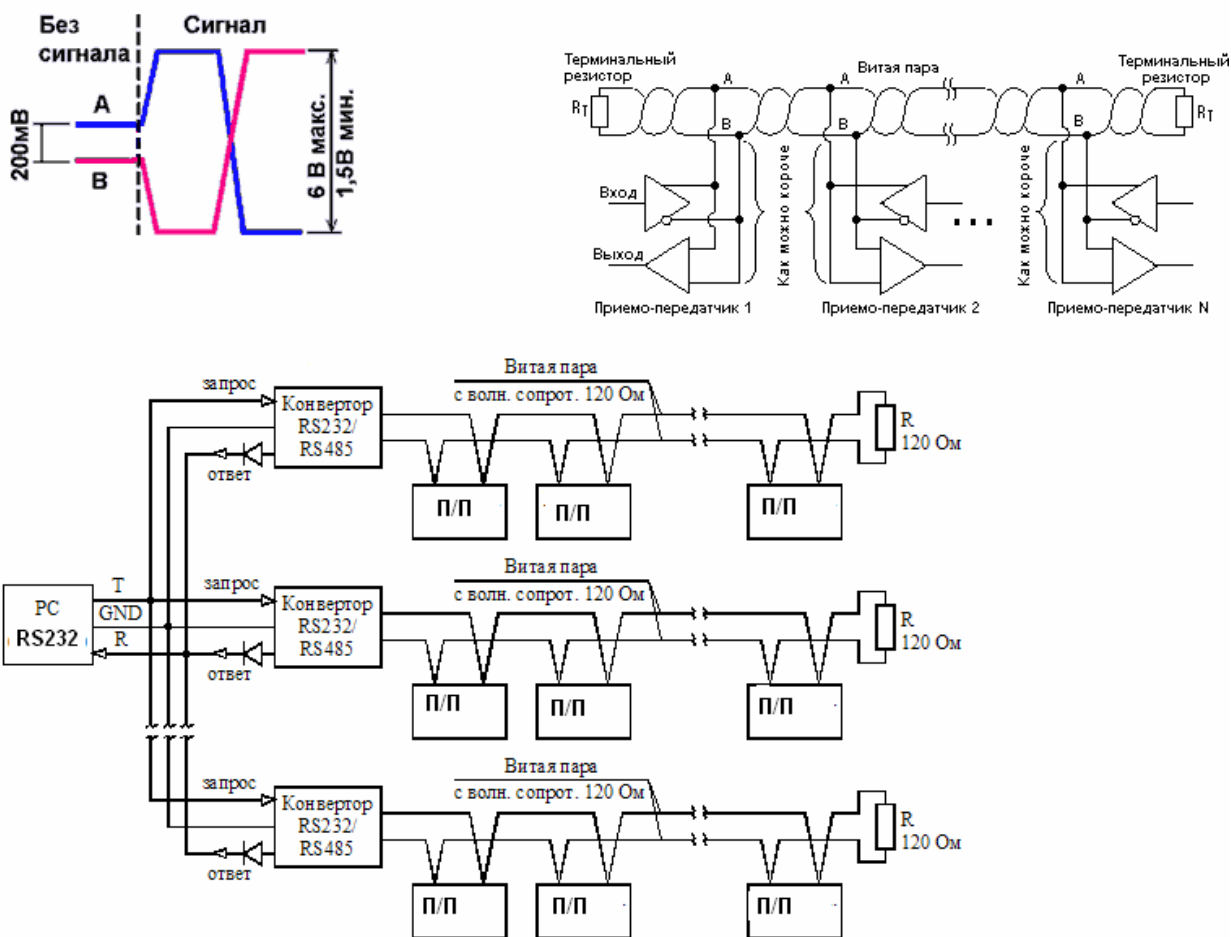 Без
сигнала
Сигнал
A
B
200мВ
6 В макс.
1,5В мин.
Терминальный
резистор
Витая пара
Терминальный
резистор
RT
A
A
A
RT
B
B
B
Вход
Выход
Как можно короче
Как можно короче
...
Приемо-передатчик 1
Приемо-передатчик 2
Приемо-передатчик N
запрос
Конвертор
RS232/
RS485
ответ
Витая пара
с волн. сопрот. 120 Ом
R
120 Ом
П/П
П/П
П/П
PC
RS232
T
GND
R
запрос
Конвертор
RS232/
RS485
ответ
Витая пара
с волн. сопрот. 120 Ом
R
120 Ом
П/П
П/П
П/П
запрос
Конвертор
RS232/
RS485
ответ
Витая пара
с волн. сопрот. 120 Ом
R
120 Ом
П/П
П/П
П/П